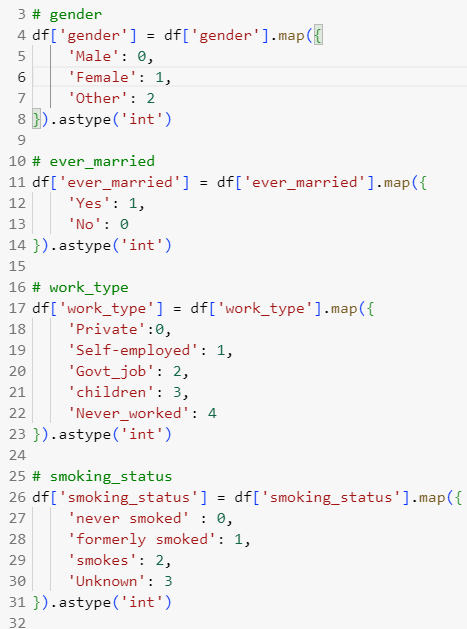 3 # gender
4 df['gender'] = df['gender'].map({
5     'Male': 0,
6     'Female': 1,
7     'Other': 2
8 }).astype('int')
9
10 # ever_married
11 df['ever_married'] = df['ever_married'].map({
12     'Yes': 1,
13     'No': 0
14 }).astype('int')
15
16 # work_type
17 df['work_type'] = df['work_type'].map({
18     'Private':0,
19     'Self-employed': 1,
20     'Govt_job': 2,
21     'children': 3,
22     'Never_worked': 4
23 }).astype('int')
24
25 # smoking_status
26 df['smoking_status'] = df['smoking_status'].map({
27     'never smoked' : 0,
28     'formerly smoked': 1,
29     'smokes': 2,
30     'Unknown': 3
31 }).astype('int')
32